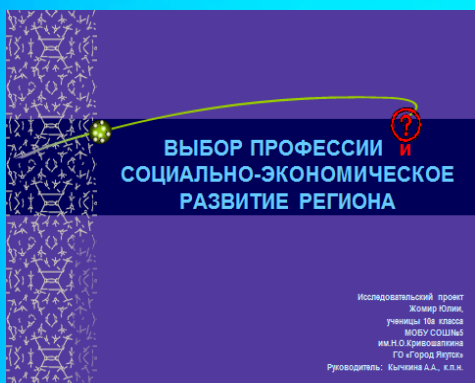 ?
ВЫБОР ПРОФЕССИИ И
СОЦИАЛЬНО-ЭКОНОМИЧЕСКОЕ
РАЗВИТИЕ РЕГИОНА
Исследовательский проект
Жомир Юлии,
ученицы 10а класса
МОБУ СОШ№5
им.Н.О.Кривошапкина
ГО «Город Якутск»
Руководитель: Кычкина А.А., к.п.н.